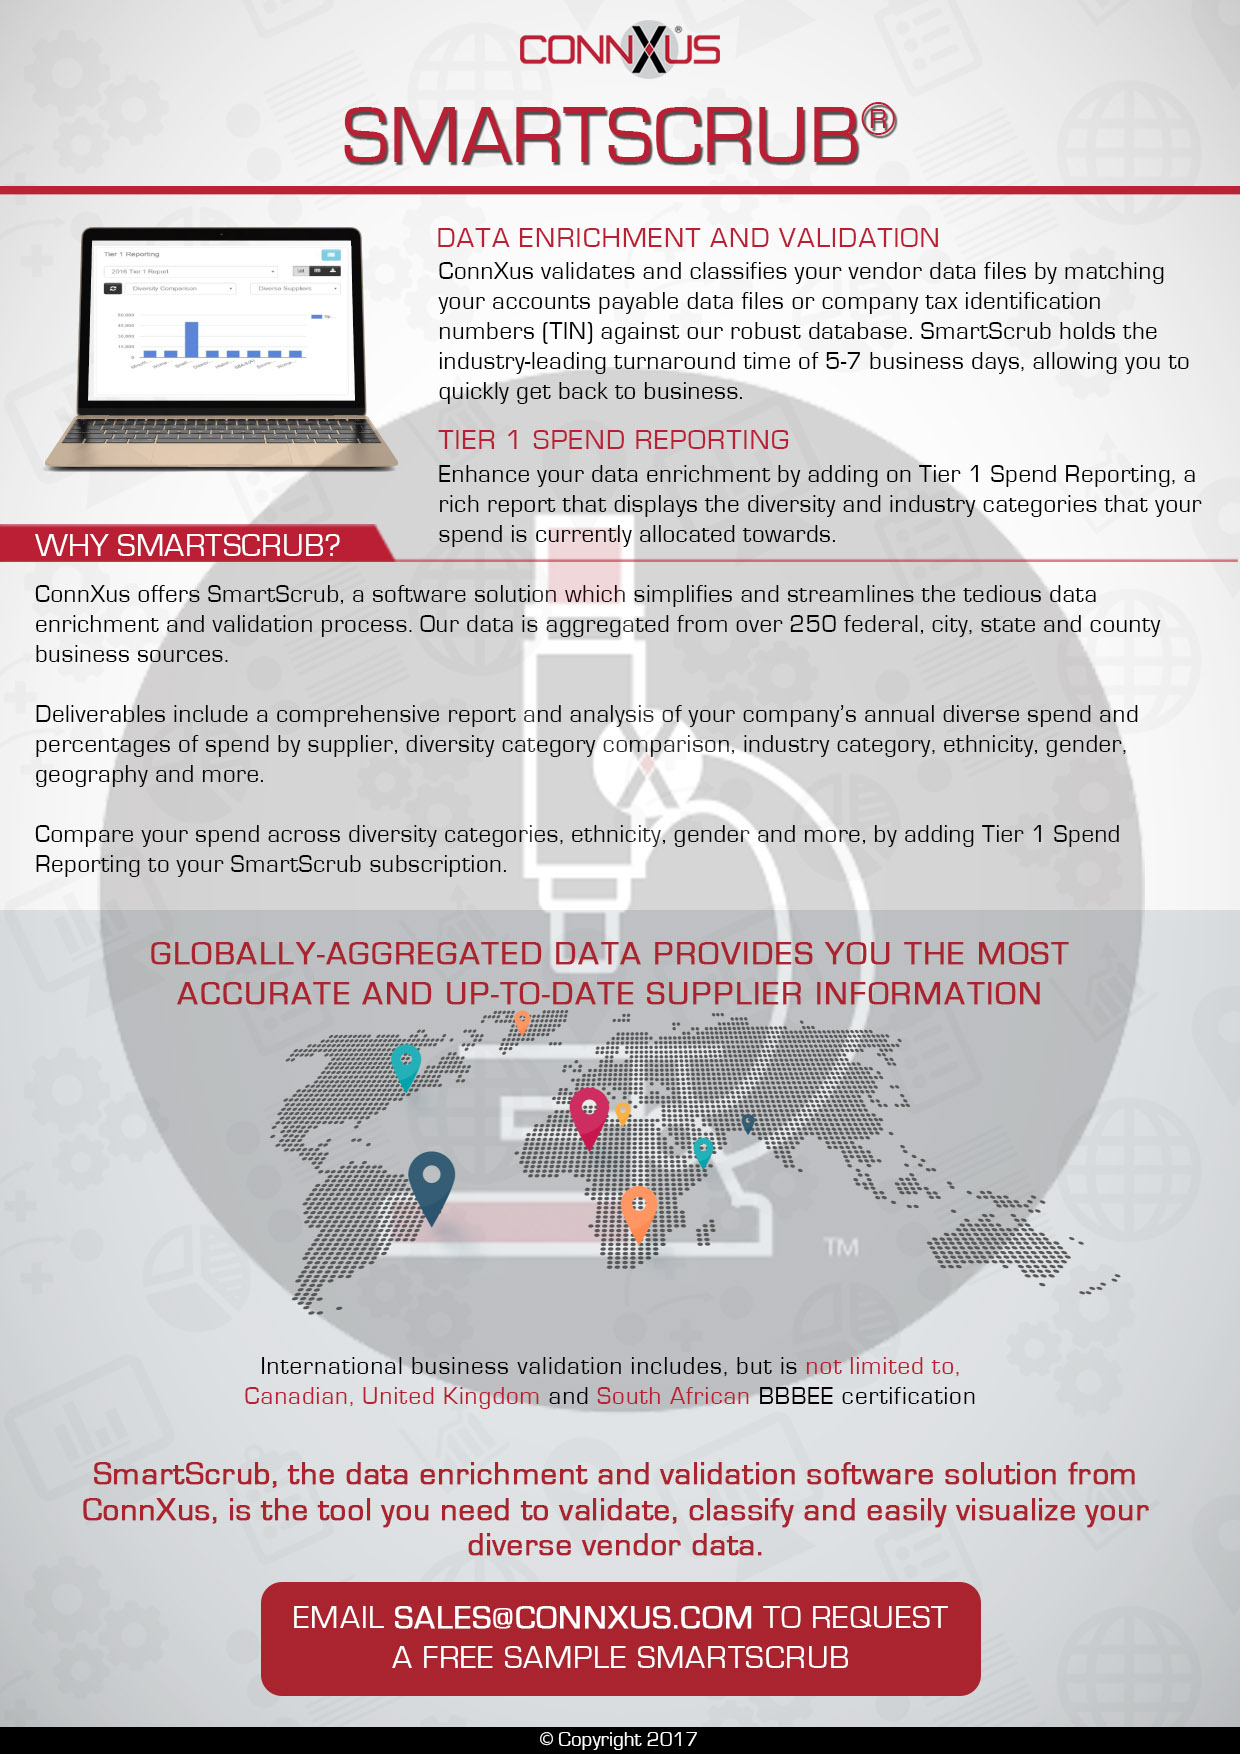 CONNXUS®
SMARTSCRUB®
Tier 1 Reporting
2016 Tier 1 Report
Diversity Comparison
Diverse Suppliers
DATA ENRICHMENT AND VALIDATION
ConnXus validates and classifies your vendor data files by matching
your accounts payable data files or company tax identification
numbers (TIN) against our robust database. SmartScrub holds the
industry-leading turnaround time of 5-7 business days, allowing you to
quickly get back to business.
TIER 1 SPEND REPORTING
Enhance your data enrichment by adding on Tier 1 Spend Reporting, a
rich report that displays the diversity and industry categories that your
spend is currently allocated towards.
WHY SMARTSCRUB?
ConnXus offers SmartScrub, a software solution which simplifies and streamlines the tedious data
enrichment and validation process. Our data is aggregated from over 250 federal, city, state and county
business sources.
Deliverables include a comprehensive report and analysis of your company's annual diverse spend and
percentages of spend by supplier, diversity category comparison, industry category, ethnicity, gender,
geography and more.
Compare your spend across diversity categories, ethnicity, gender and more, by adding Tier 1 Spend
Reporting to your SmartScrub subscription.
GLOBALLY-AGGREGATED DATA PROVIDES YOU THE MOST
ACCURATE AND UP-TO-DATE SUPPLIER INFORMATION
TM
International business validation includes, but is not limited to,
Canadian, United Kingdom and South African BBBEE certification
SmartScrub, the data enrichment and validation software solution from
ConnXus, is the tool you need to validate, classify and easily visualize your
diverse vendor data.
EMAIL SALES@CONNXUS.COM TO REQUEST
A FREE SAMPLE SMARTSCRUB
© Copyright 2017